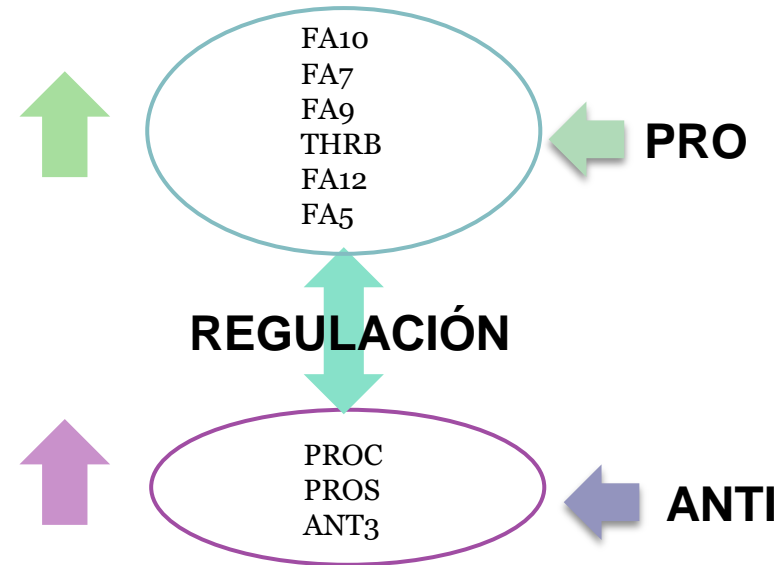 FA10
FA7
FA9
THRB
FA12
FA5
PRO
REGULACIÓN
PROC
PROS
ANT3
ANTI